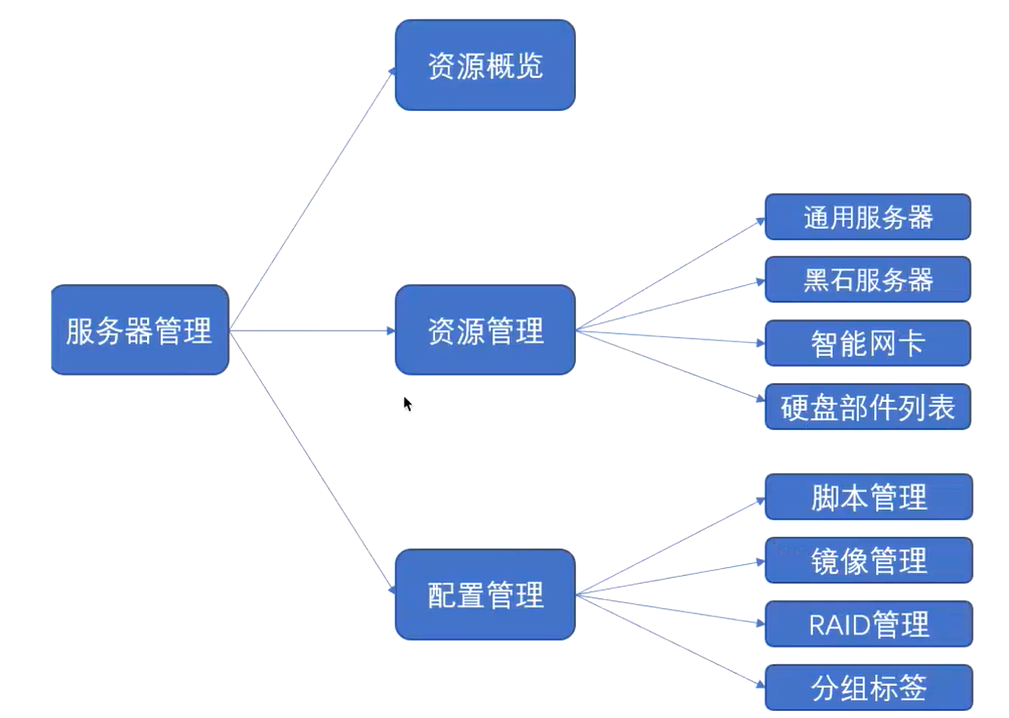 资源概览
服务器管理
资源管理
通用服务器
黑石服务器
智能网卡
硬盘部件列表
配置管理
脚本管理
镜像管理
RAID管理
分组标签